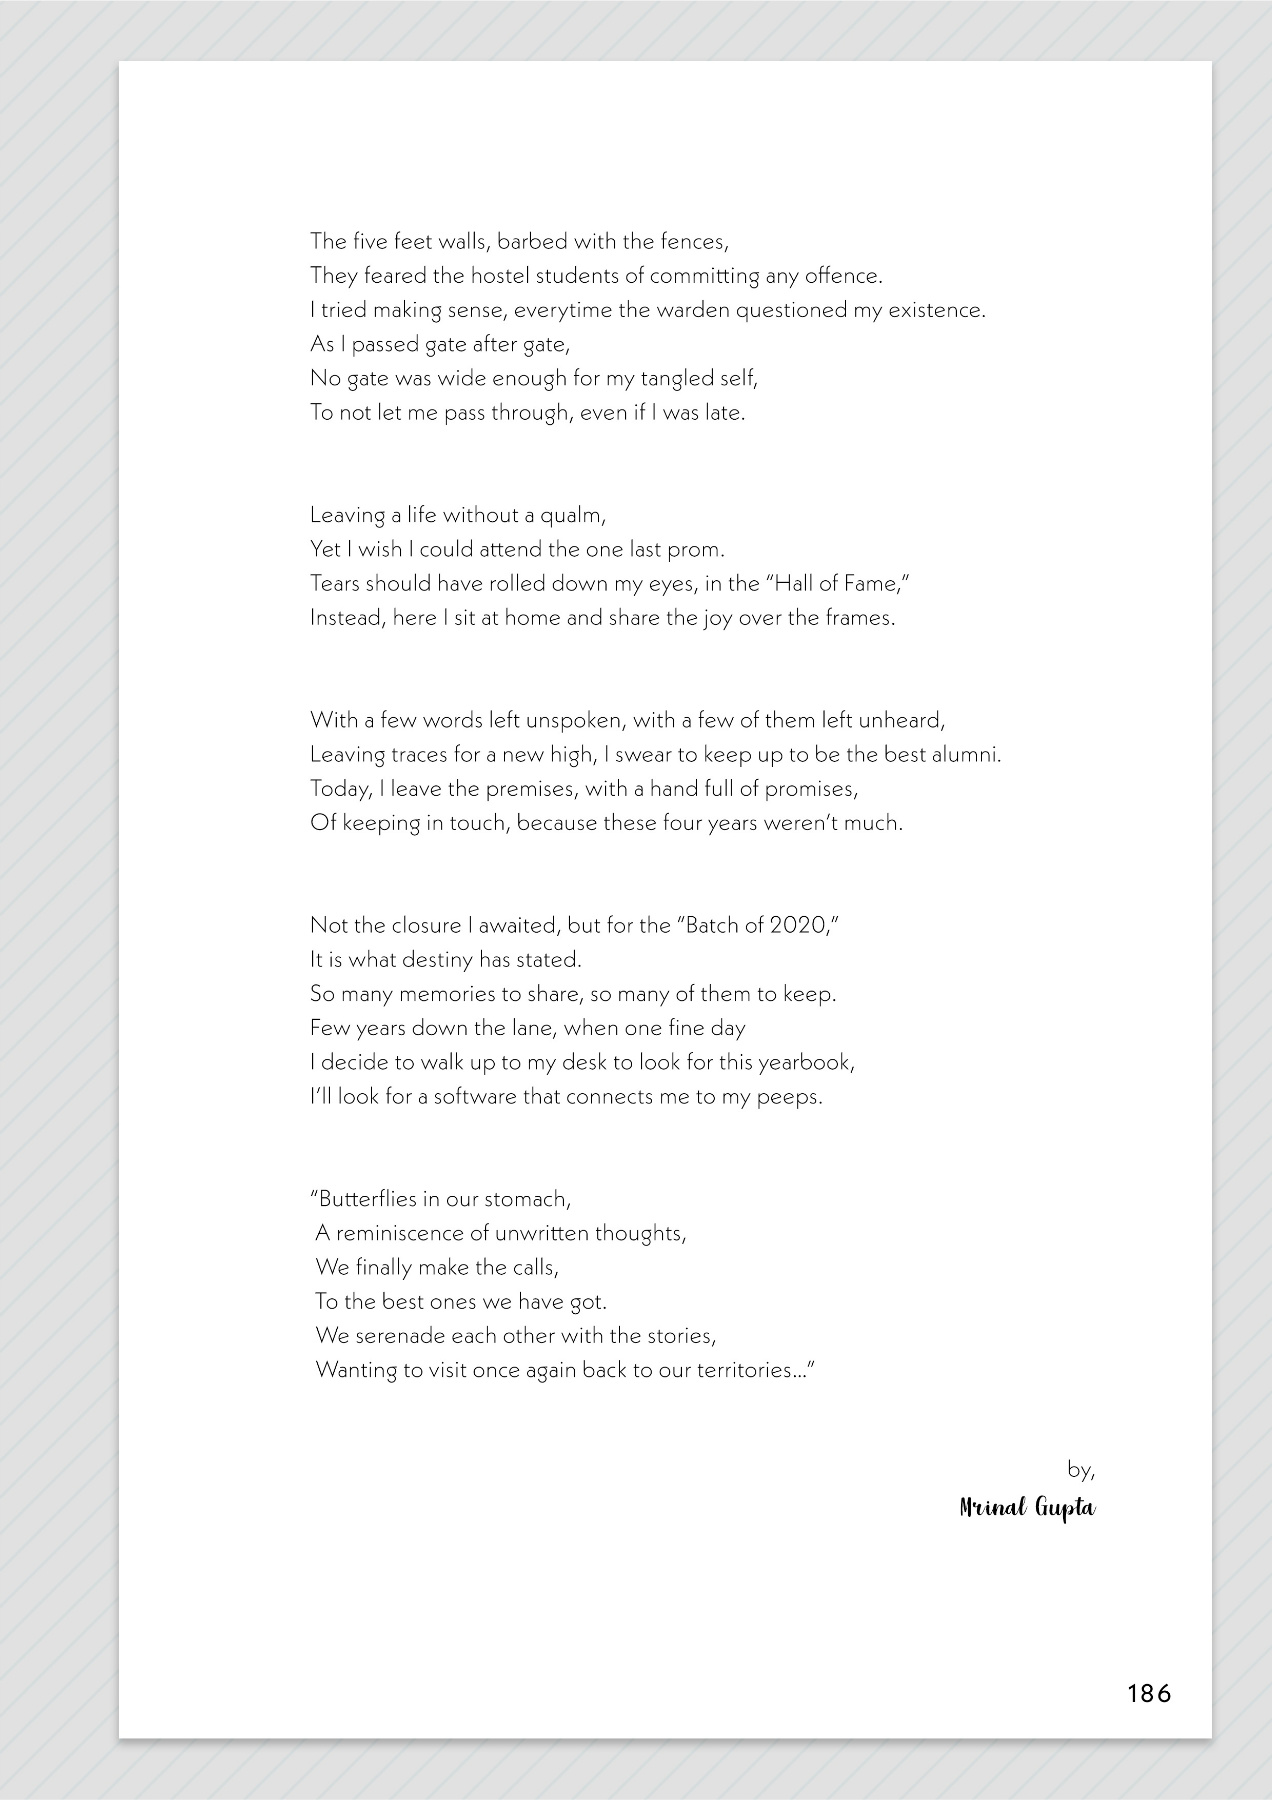 The five feet walls, barbed with the fences,
They feared the hostel students of committing any offence.
I tried making sense, everytime the warden questioned my existence.
As I passed gate after gate,
No gate was wide enough for my tangled self,
To not let me pass through, even if I was late.
Leaving a life without a qualm,
Yet I wish I could attend the one last prom.
Tears should have rolled down my eyes, in the “Hall of Fame,”
Instead, here I sit at home and share the joy over the frames.
With a few words left unspoken, with a few of them left unheard,
Leaving traces for a new high, I swear to keep up to be the best alumni.
Today, I leave the premises, with a hand full of promises,
Of keeping in touch, because these four years weren’t much.
Not the closure I awaited, but for the “Batch of 2020,”
It is what destiny has stated.
So many memories to share, so many of them to keep.
Few years down the lane, when one fine day
I decide to walk up to my desk to look for this yearbook,
I’ll look for a software that connects me to my peeps.
“Butterflies in our stomach,
A reminiscence of unwritten thoughts,
We finally make the calls,
To the best ones we have got.
We serenade each other with the stories,
Wanting to visit once again back to our territories...”
by,
Mrinal Gupta
186